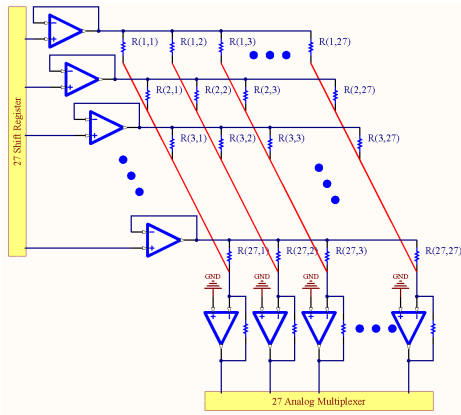 R(1,1) R(1,2) R(1,3) R(1,27)
R(2,1) R(2,2) R(2,3) R(2,27)
R(3,1) R(3,2) R(3,3) R(3,27)
27 Shift Register
R(27,1) R(27,2) R(27,3) R(27,27)
GND GND GND GND
27 Analog Multiplexer